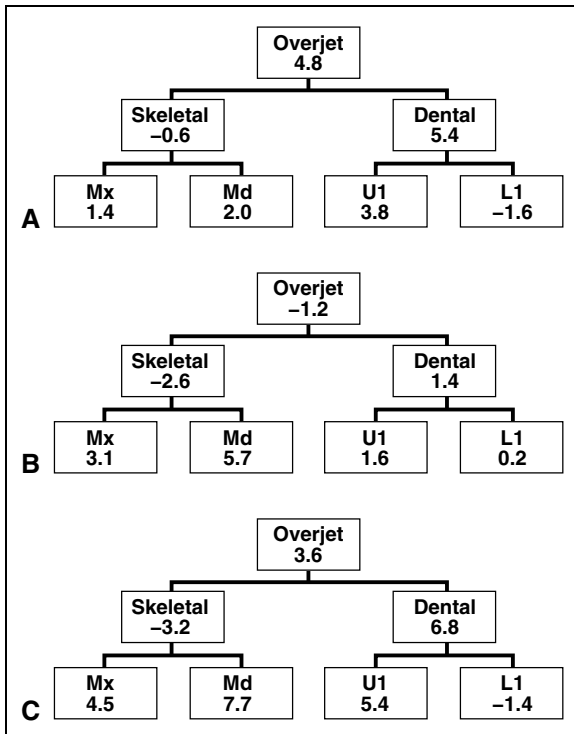 Overjet
4.8
Skeletal
–0.6
Dental
5.4
Mx
1.4
Md
2.0
U1
3.8
L1
–1.6
A
Overjet
–1.2
Skeletal
–2.6
Dental
1.4
Mx
3.1
Md
5.7
U1
1.6
L1
0.2
B
Overjet
3.6
Skeletal
–3.2
Dental
6.8
Mx
4.5
Md
7.7
U1
5.4
L1
–1.4
C